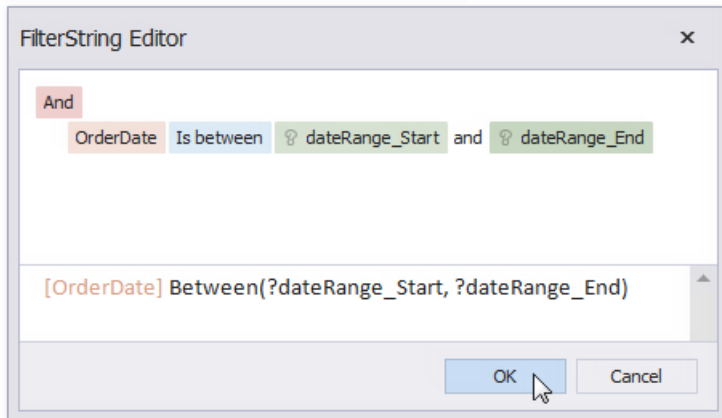 FilterString Editor
And
OrderDate Is between dateRange_Start and dateRange_End
[OrderDate] Between(?dateRange_Start, ?dateRange_End)
OK Cancel